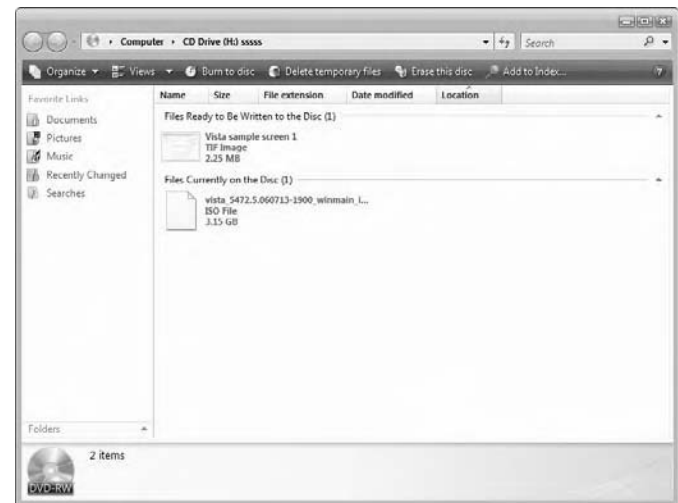 Computer CD Drive (H:) sssss Search
Organize Views Burn to disc Delete temporary files Erase this disc Add to Index... ?
Favorite Links
Name Size File extension Date modified Location
Documents
Pictures
Music
Recently Changed
Searches
Files Ready to Be Written to the Disc (1)
Vista sample screen 1
TIF Image
2.25 MB
Files Currently on the Disc (1)
vista_5472.5.060713-1900_winmain_l...
ISO File
3.15 GB
Folders
2 items
DVD-RW